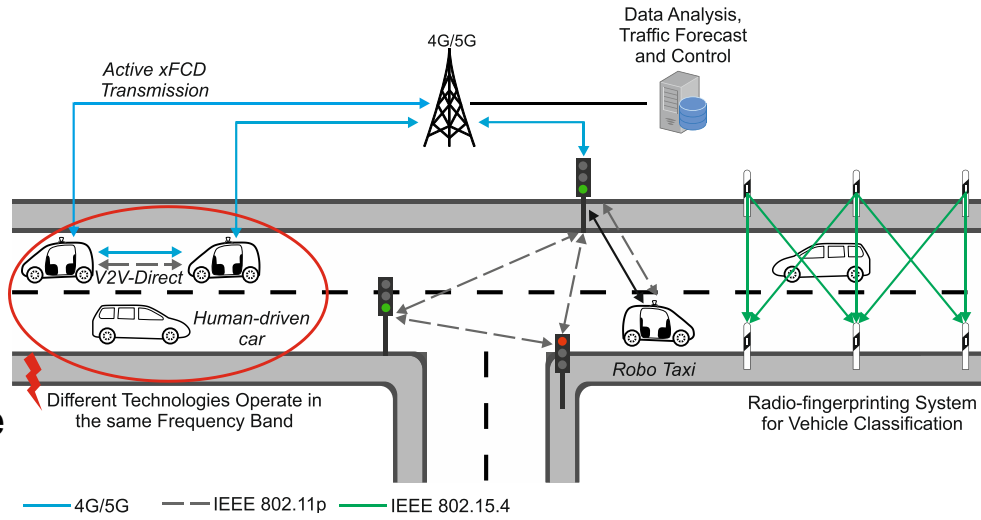 Data Analysis,
Traffic Forecast
and Control
4G/5G
Active xFCD
Transmission
V2V-Direct
Human-driven
car
Robo Taxi
Different Technologies Operate in
the same Frequency Band
Radio-fingerprinting System
for Vehicle Classification
e
4G/5G
IEEE 802.11p
IEEE 802.15.4